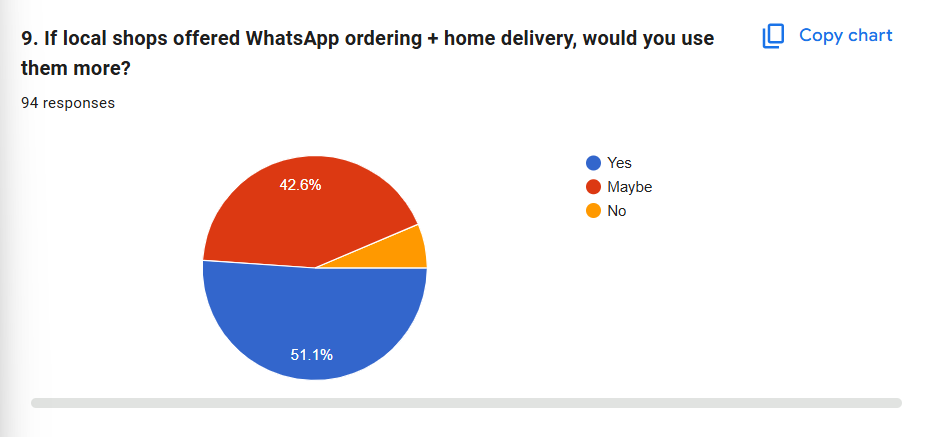 9. If local shops offered WhatsApp ordering + home delivery, would you use
them more?
Copy chart
94 responses
42.6%
51.1%
Yes
Maybe
No